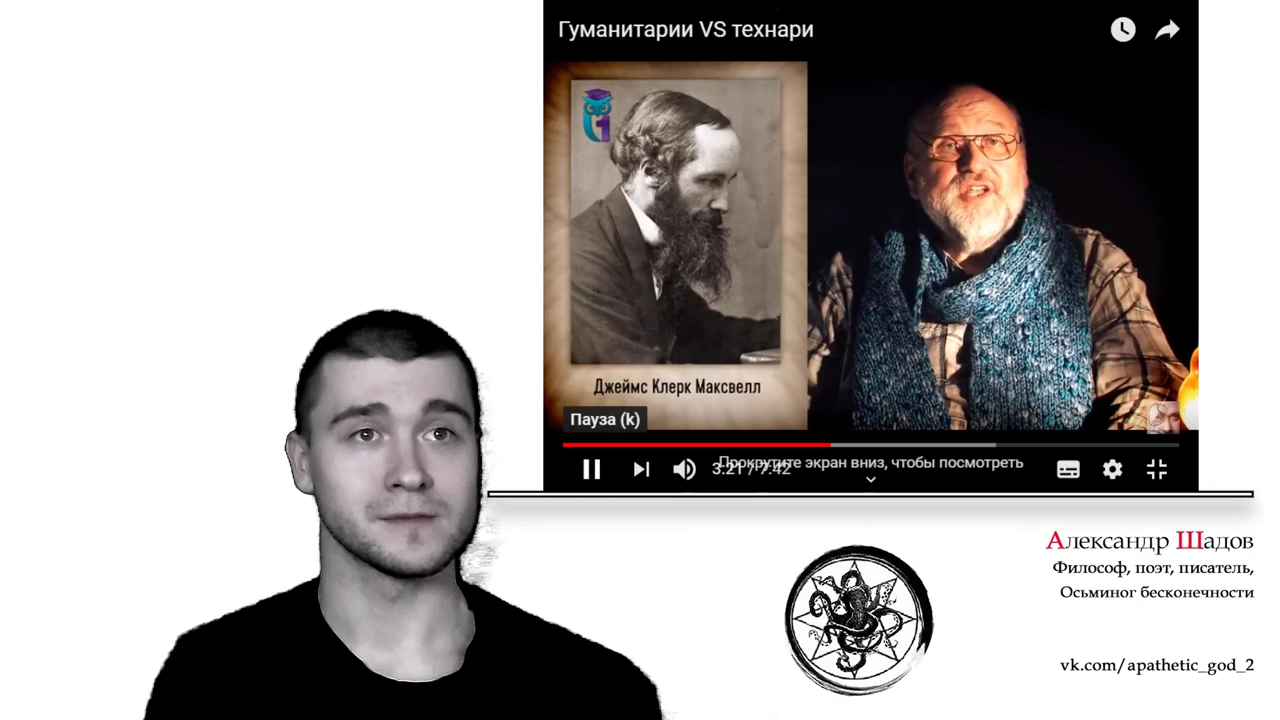 Гуманитарии VS технари
1
Джеймс Клерк Максвелл
Пауза (k)
3:21 / 7:42
Прокрутите экран вниз, чтобы посмотреть
Александр Шадов
Философ, поэт, писатель,
Осьминог бесконечности
vk.com/apathetic_god_2